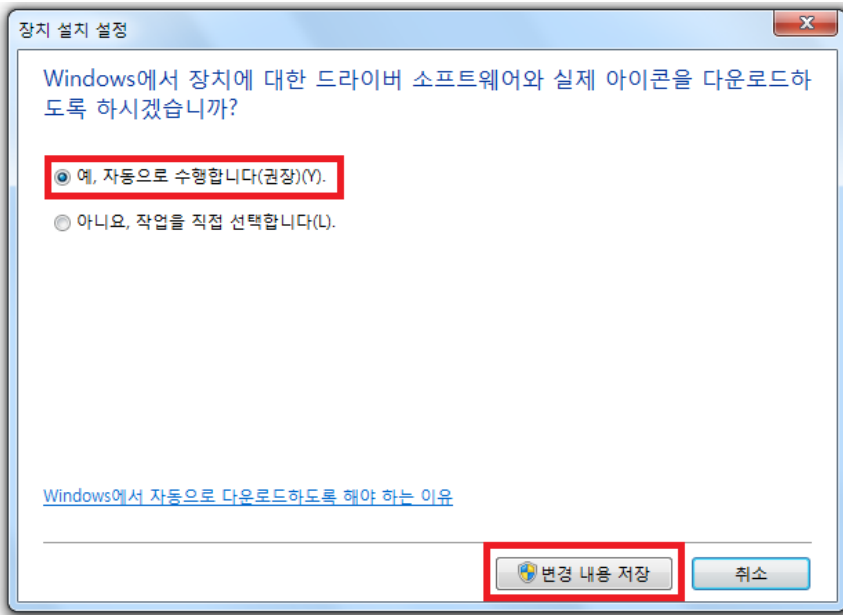 장치 설치 설정
Windows에서 장치에 대한 드라이버 소프트웨어와 실제 아이콘을 다운로드하
도록 하시겠습니까?
예, 자동으로 수행합니다(권장)(Y).
아니요, 작업을 직접 선택합니다(L).
Windows에서 자동으로 다운로드하도록 해야 하는 이유
변경 내용 저장
취소